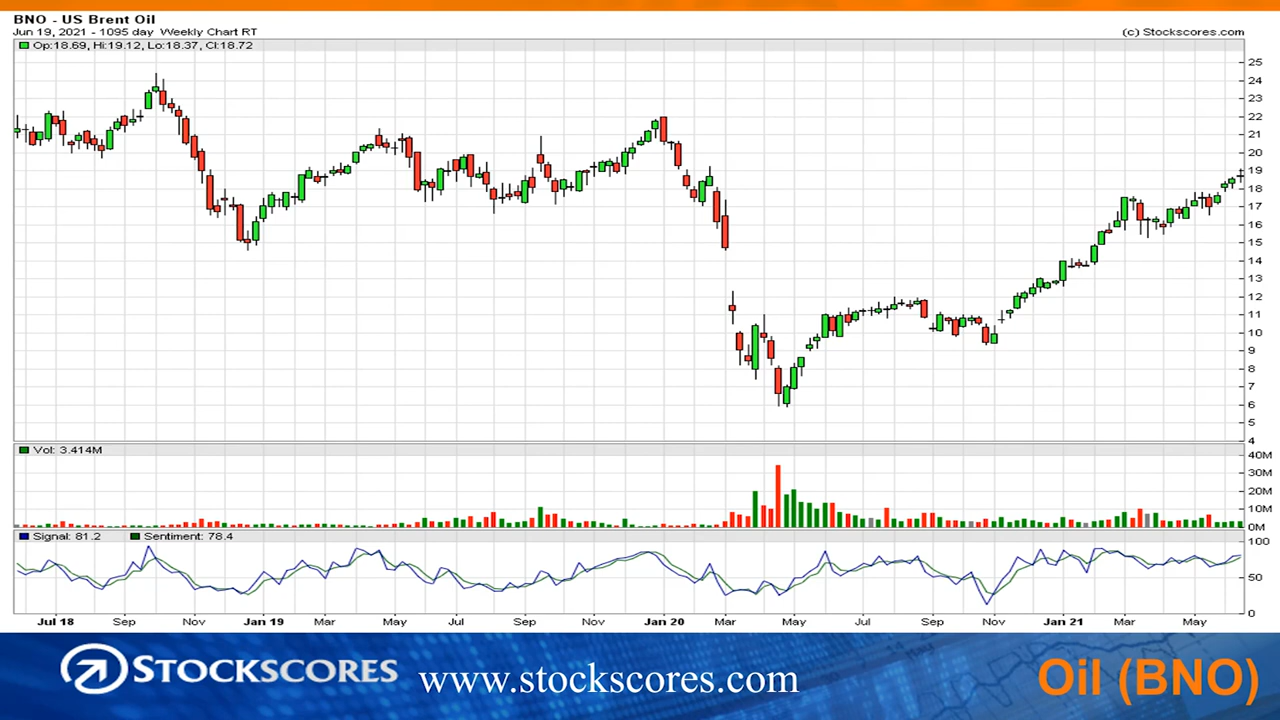 BNO - US Brent Oil
Jun 19, 2021 - 1095 day Weekly Chart RT
(c) Stockscores.com
Op:18.69, Hi:19.12, Lo:18.37, Cl:18.72
25
24
23
22
21
20
19
18
17
16
15
14
13
12
11
10
9
8
7
6
5
4
Vol: 3.414M
40M
30M
20M
10M
0M
Signal: 81.2 Sentiment: 78.4
100
50
0
Jul 18 Sep Nov Jan 19 Mar May Jul Sep Nov Jan 20 Mar May Jul Sep Nov Jan 21 Mar May
STOCKSCORES
www.stockscores.com
Oil (BNO)